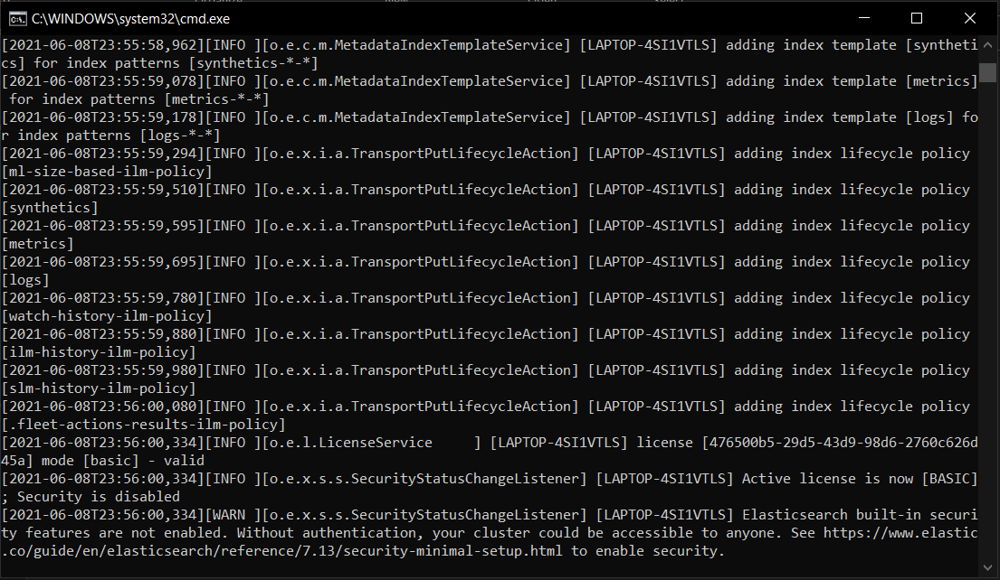 C:\WINDOWS\system32\cmd.exe
[2021-06-08T23:55:58,962][INFO ][o.e.c.m.MetadataIndexTemplateService] [LAPTOP-4SI1VTLS] adding index template [syntheti
cs] for index patterns [synthetics-*-*]
[2021-06-08T23:55:59,078][INFO ][o.e.c.m.MetadataIndexTemplateService] [LAPTOP-4SI1VTLS] adding index template [metrics]
 for index patterns [metrics-*-*]
[2021-06-08T23:55:59,178][INFO ][o.e.c.m.MetadataIndexTemplateService] [LAPTOP-4SI1VTLS] adding index template [logs] fo
r index patterns [logs-*-*]
[2021-06-08T23:55:59,294][INFO ][o.e.x.i.a.TransportPutLifecycleAction] [LAPTOP-4SI1VTLS] adding index lifecycle policy
[ml-size-based-ilm-policy]
[2021-06-08T23:55:59,510][INFO ][o.e.x.i.a.TransportPutLifecycleAction] [LAPTOP-4SI1VTLS] adding index lifecycle policy
[synthetics]
[2021-06-08T23:55:59,595][INFO ][o.e.x.i.a.TransportPutLifecycleAction] [LAPTOP-4SI1VTLS] adding index lifecycle policy
[metrics]
[2021-06-08T23:55:59,695][INFO ][o.e.x.i.a.TransportPutLifecycleAction] [LAPTOP-4SI1VTLS] adding index lifecycle policy
[logs]
[2021-06-08T23:55:59,780][INFO ][o.e.x.i.a.TransportPutLifecycleAction] [LAPTOP-4SI1VTLS] adding index lifecycle policy
[watch-history-ilm-policy]
[2021-06-08T23:55:59,880][INFO ][o.e.x.i.a.TransportPutLifecycleAction] [LAPTOP-4SI1VTLS] adding index lifecycle policy
[ilm-history-ilm-policy]
[2021-06-08T23:55:59,980][INFO ][o.e.x.i.a.TransportPutLifecycleAction] [LAPTOP-4SI1VTLS] adding index lifecycle policy
[slm-history-ilm-policy]
[2021-06-08T23:56:00,080][INFO ][o.e.x.i.a.TransportPutLifecycleAction] [LAPTOP-4SI1VTLS] adding index lifecycle policy
[.fleet-actions-results-ilm-policy]
[2021-06-08T23:56:00,334][INFO ][o.e.l.LicenseService     ] [LAPTOP-4SI1VTLS] license [476500b5-29d5-43d9-98d6-2760c626d
45a] mode [basic] - valid
[2021-06-08T23:56:00,334][INFO ][o.e.x.s.s.SecurityStatusChangeListener] [LAPTOP-4SI1VTLS] Active license is now [BASIC]
; Security is disabled
[2021-06-08T23:56:00,334][WARN ][o.e.x.s.s.SecurityStatusChangeListener] [LAPTOP-4SI1VTLS] Elasticsearch built-in securi
ty features are not enabled. Without authentication, your cluster could be accessible to anyone. See https://www.elastic
.co/guide/en/elasticsearch/reference/7.13/security-minimal-setup.html to enable security.